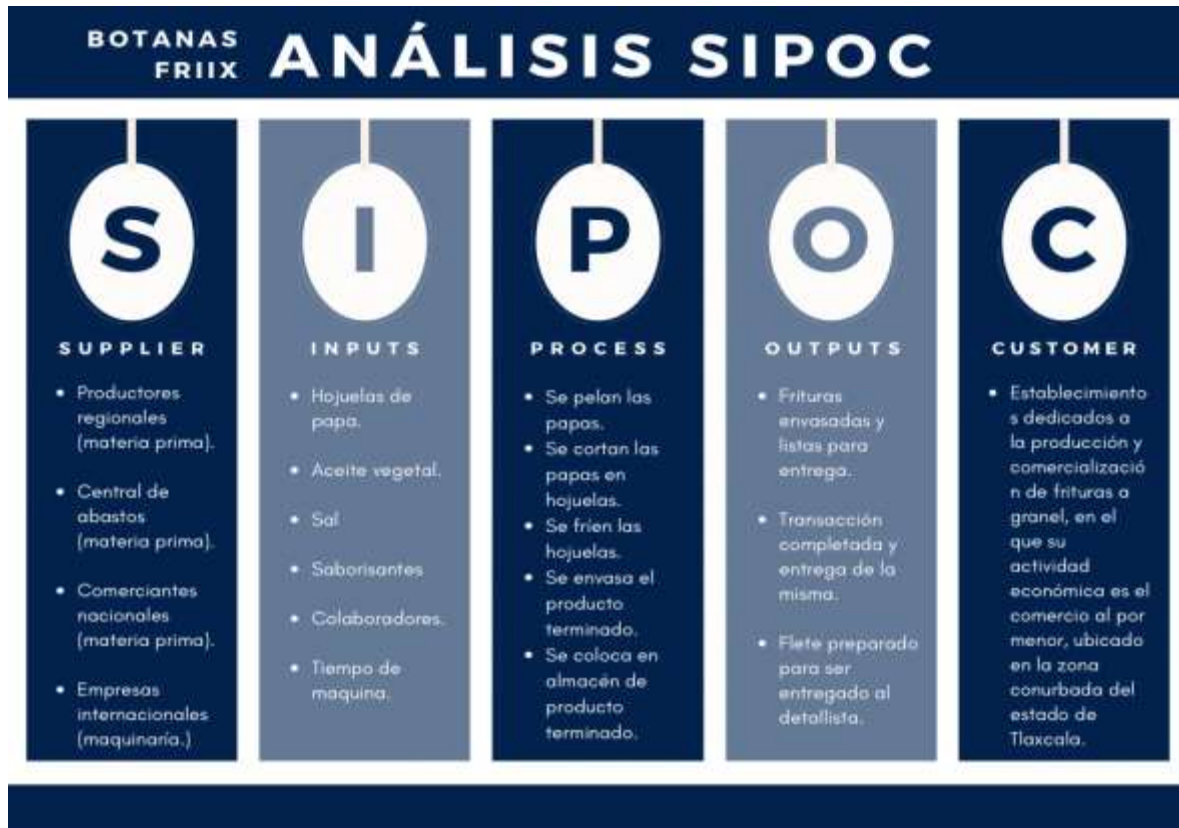 BOTANAS
FRIIX
ANÁLISIS SIPOC
S
SUPPLIER
• Productores
regionales
(materia prima).
• Central de
abastos
(materia prima).
• Comerciantes
nacionales
(materia prima).
• Empresas
internacionales
(maquinaría.)
I
INPUTS
• Hojuelas de
papa.
• Aceite vegetal.
• Sal
• Saborisantes
• Colaboradores.
• Tiempo de
maquina.
P
PROCESS
• Se pelan las
papas.
• Se cortan las
papas en
hojuelas.
• Se fríen las
hojuelas.
• Se envasa el
producto
terminado.
• Se coloca en
almacén de
producto
terminado.
O
OUTPUTS
• Frituras
envasadas y
listas para
entrega.
• Transacción
completada y
entrega de la
misma.
• Flete preparado
para ser
entregado al
detallista.
C
CUSTOMER
• Establecimiento
s dedicados a
la producción y
comercializació
n de frituras a
granel, en el
que su
actividad
económica es el
comercio al por
menor, ubicado
en la zona
conurbada del
estado de
Tlaxcala.